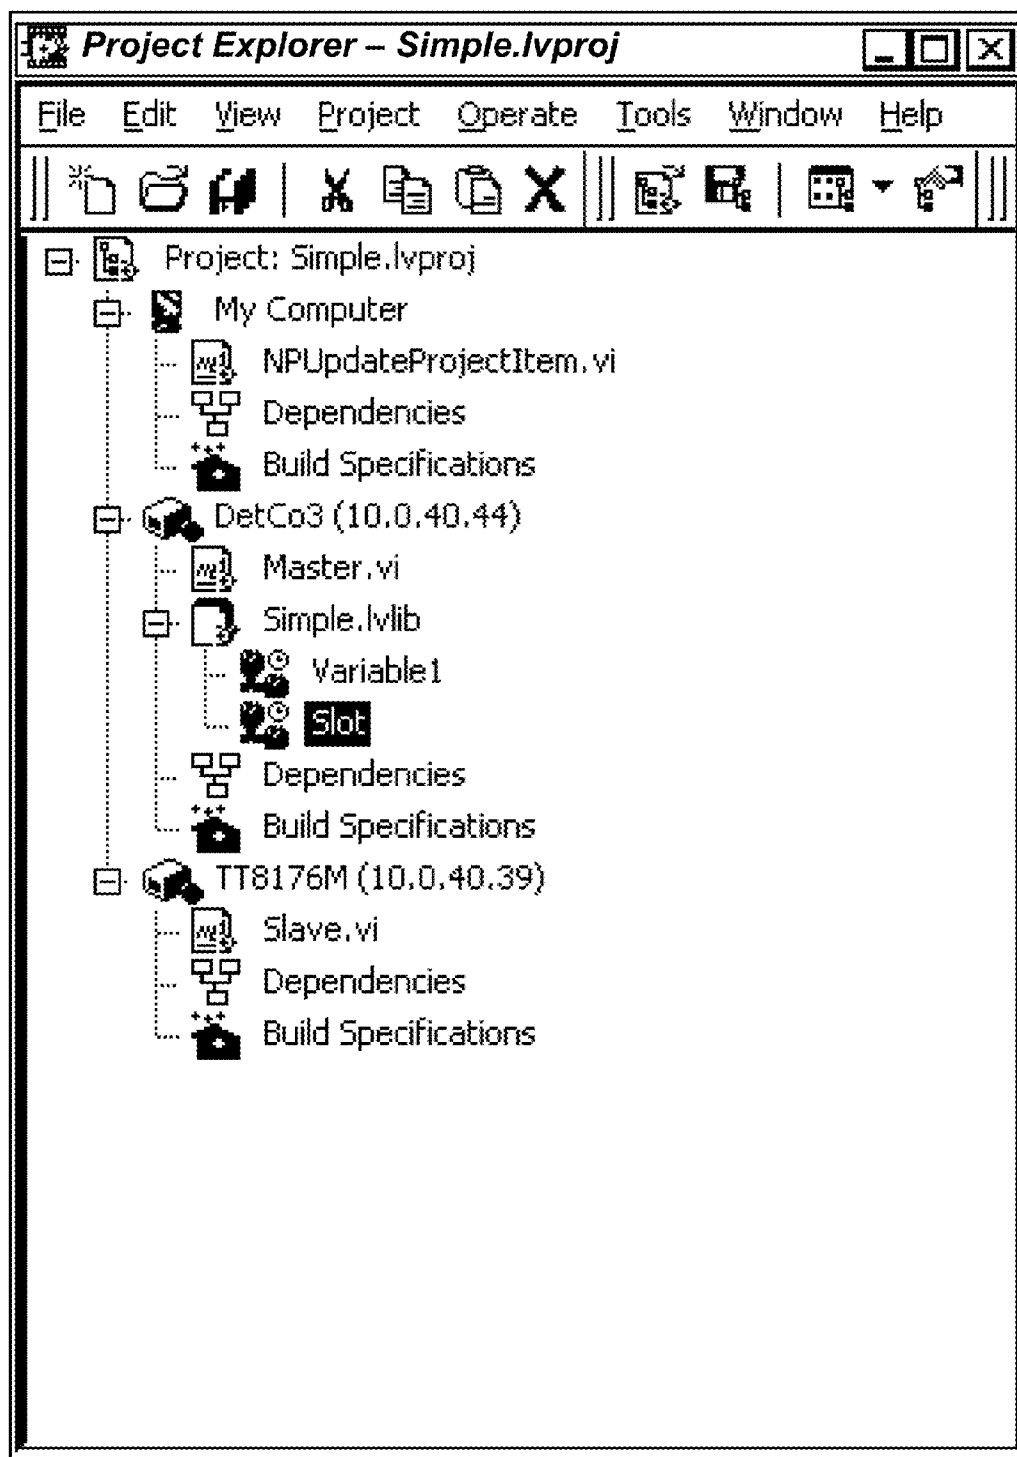 Project Explorer – Simple.lvproj
File Edit View Project Operate Tools Window Help
Project: Simple.lvproj
My Computer
NPUpdateProjectItem.vi
Dependencies
Build Specifications
DetCo3 (10.0.40.44)
Master.vi
Simple.lvlib
Variable1
Slot
Dependencies
Build Specifications
TT8176M (10.0.40.39)
Slave.vi
Dependencies
Build Specifications